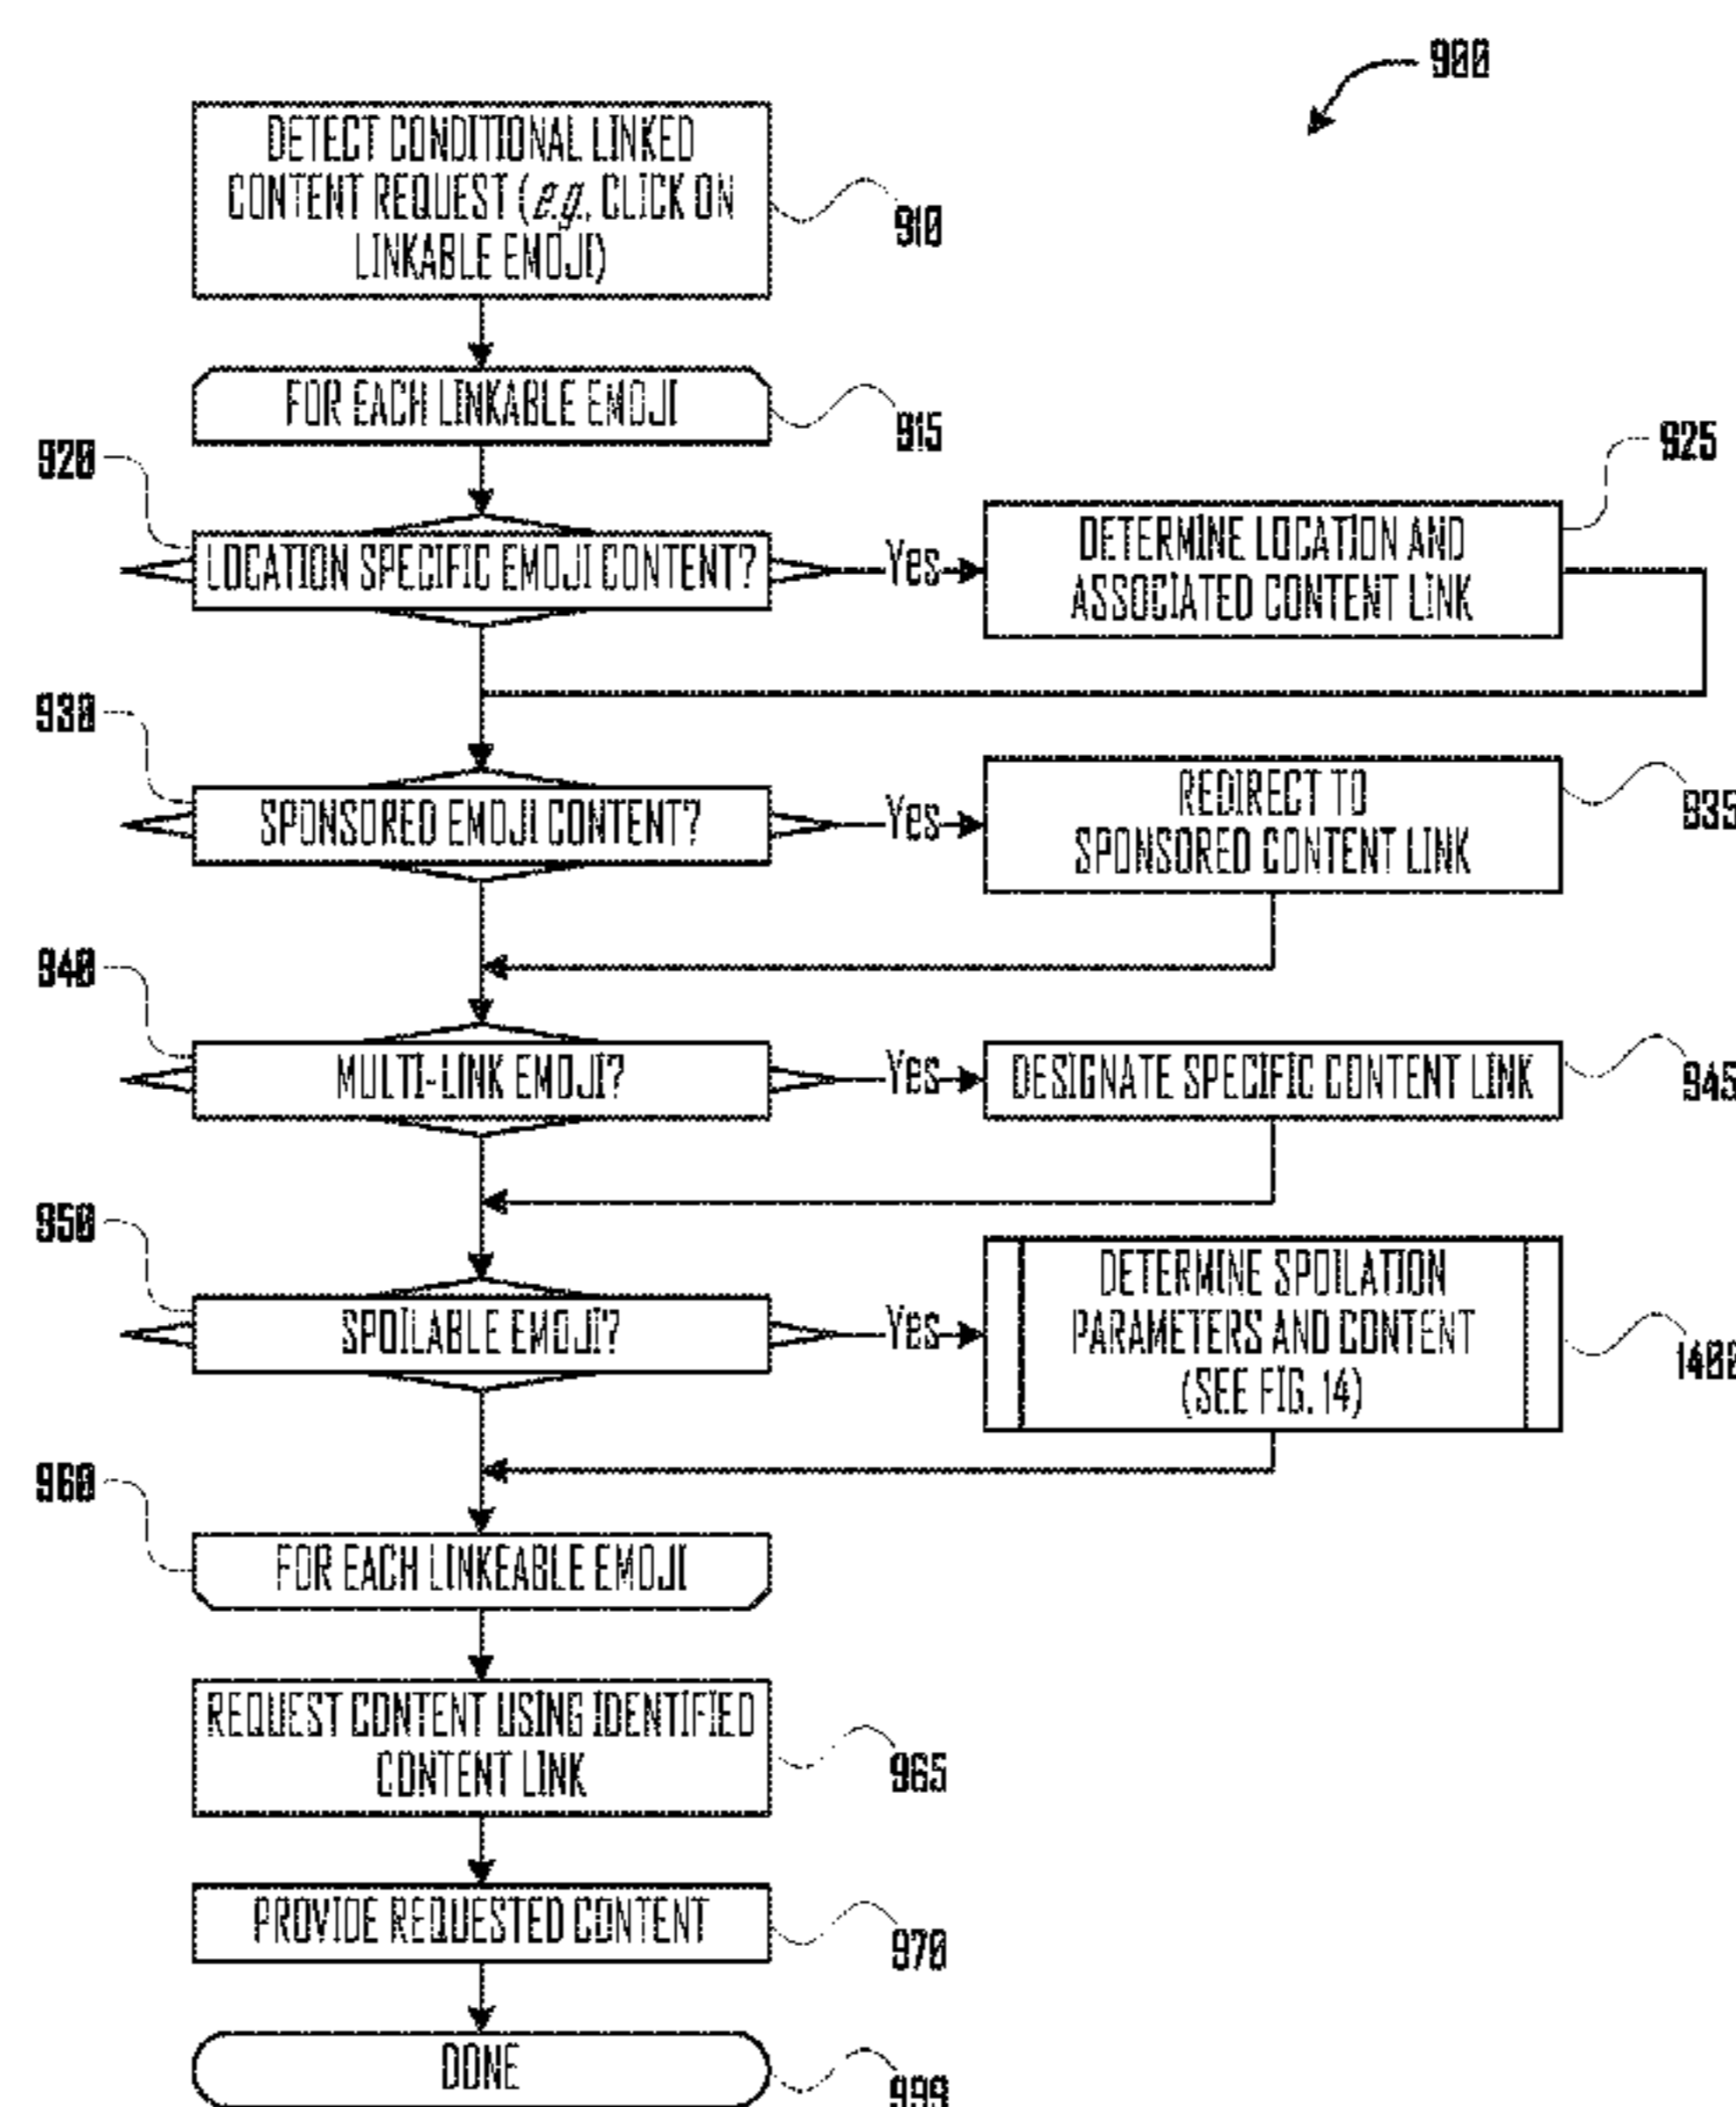 900
DETECT CONDITIONAL LINKED
CONTENT REQUEST (e.g., CLICK ON
LINKABLE EMOJI)
910
FOR EACH LINKABLE EMOJI
915
920
LOCATION SPECIFIC EMOJI CONTENT?
Yes
DETERMINE LOCATION AND
ASSOCIATED CONTENT LINK
925
930
SPONSORED EMOJI CONTENT?
Yes
REDIRECT TO
SPONSORED CONTENT LINK
935
940
MULTI-LINK EMOJI?
Yes
DESIGNATE SPECIFIC CONTENT LINK
945
950
SPOILABLE EMOJI?
Yes
DETERMINE SPOILATION
PARAMETERS AND CONTENT
(SEE FIG. 14)
1400
960
FOR EACH LINKEABLE EMOJI
REQUEST CONTENT USING IDENTIFIED
CONTENT LINK
965
PROVIDE REQUESTED CONTENT
970
DONE
999